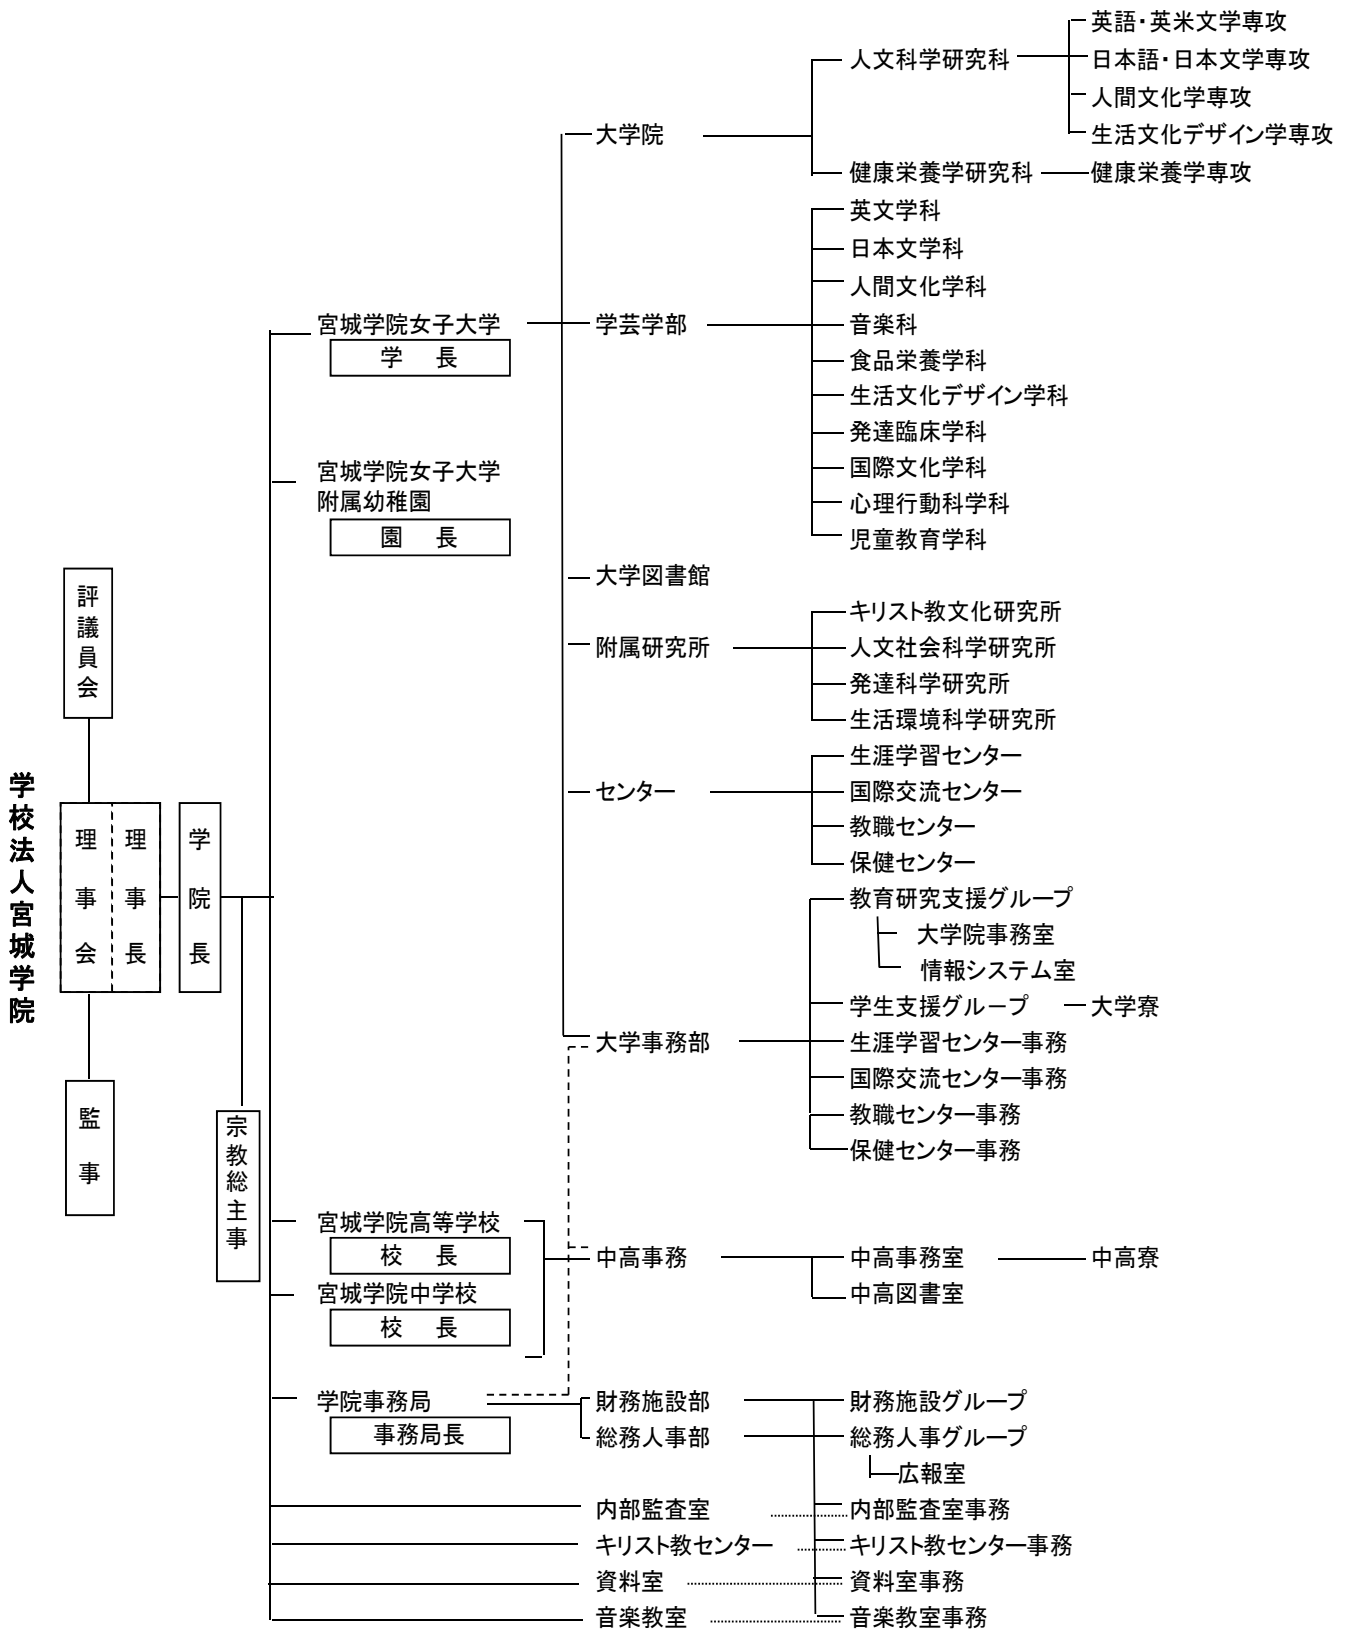 学校法人宮城学院
評議員会
理事会
理事長
学院長
監事
宗教総主事
宮城学院女子大学
学　長
宮城学院女子大学
附属幼稚園
園　長
宮城学院高等学校
校　長
宮城学院中学校
校　長
学院事務局
事務局長
大学院
人文科学研究科
英語・英米文学専攻
日本語・日本文学専攻
人間文化学専攻
生活文化デザイン学専攻
健康栄養学研究科
健康栄養学専攻
学芸学部
英文学科
日本文学科
人間文化学科
音楽科
食品栄養学科
生活文化デザイン学科
発達臨床学科
国際文化学科
心理行動科学科
児童教育学科
大学図書館
附属研究所
キリスト教文化研究所
人文社会科学研究所
発達科学研究所
生活環境科学研究所
センター
生涯学習センター
国際交流センター
教職センター
保健センター
大学事務部
教育研究支援グループ
大学院事務室
情報システム室
学生支援グループ
大学寮
生涯学習センター事務
国際交流センター事務
教職センター事務
保健センター事務
中高事務
中高事務室
中高寮
中高図書室
財務施設部
財務施設グループ
総務人事部
総務人事グループ
広報室
内部監査室
内部監査室事務
キリスト教センター
キリスト教センター事務
資料室
資料室事務
音楽教室
音楽教室事務